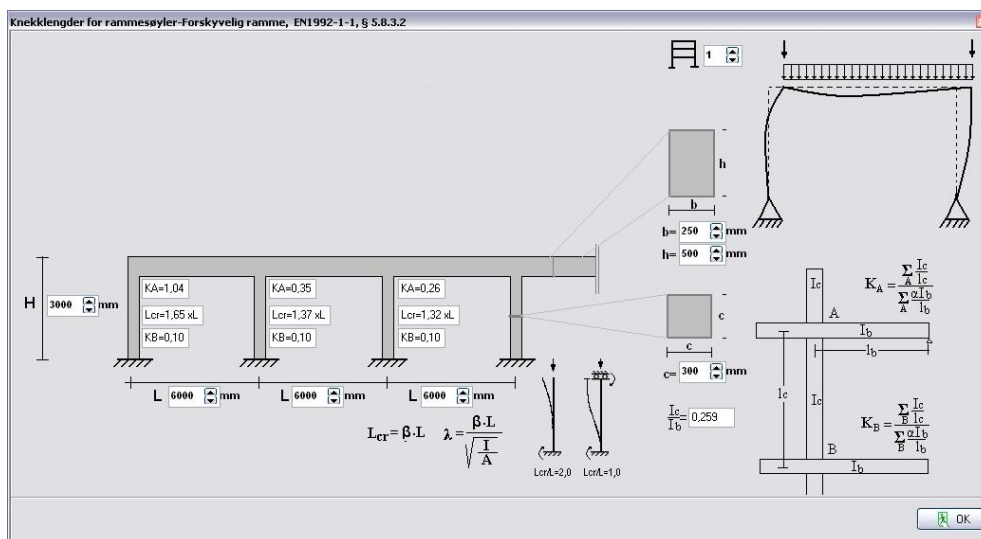 Knekklengder for rammesøyler-Forskyvelig ramme, EN1992-1-1, § 5.8.3.2
1
h
b
b= 250 mm
h= 500 mm
H 3000 mm
KA=1,04
Lcr=1,65 xL
KB=0,10
KA=0,35
Lcr=1,37 xL
KB=0,10
KA=0,26
Lcr=1,32 xL
KB=0,10
c
c
c= 300 mm
L 6000 mm
L 6000 mm
L 6000 mm
Lcr= β·L
λ= β·L / √(I/A)
Lcr/L=2,0
Lcr/L=1,0
Ic/Ib= 0,259
Ic
KA= ΣA Ic/lc / ΣA αIb/lb
A
Ib
lb
lc
Ic
KB= ΣB Ic/lc / ΣB αIb/lb
B
Ib
OK